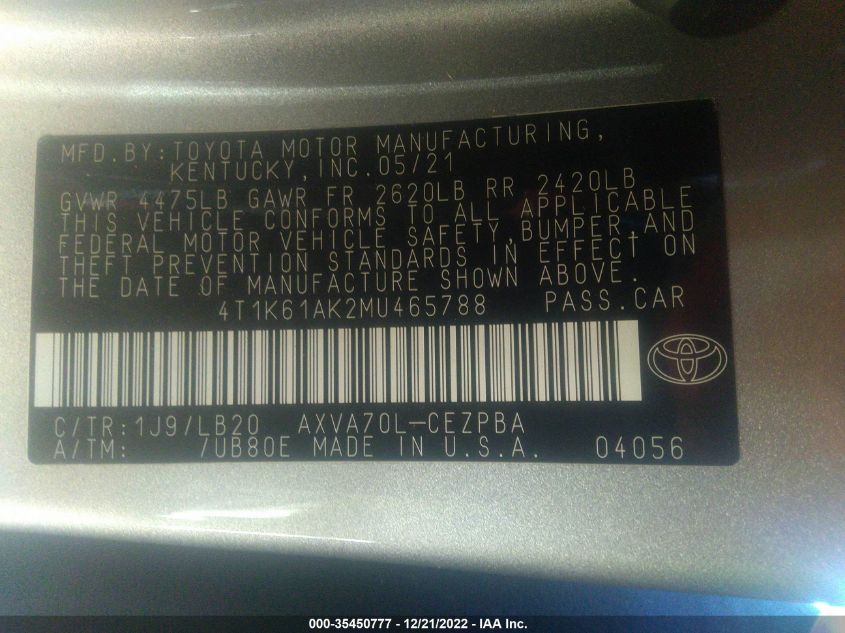 MFD.BY:TOYOTA MOTOR MANUFACTURING,
KENTUCKY,INC.05/21
GVWR 4475LB GAWR FR 2620LB RR 2420LB
THIS VEHICLE CONFORMS TO ALL APPLICABLE
FEDERAL MOTOR VEHICLE SAFETY,BUMPER,AND
THEFT PREVENTION STANDARDS IN EFFECT ON
THE DATE OF MANUFACTURE SHOWN ABOVE.
4T1K61AK2MU465788 PASS.CAR
C/TR:1J9/LB20 AXVA70L-CEZPBA
A/TM: /UB80E MADE IN U.S.A. 04056
000-35450777 - 12/21/2022 - IAA Inc.